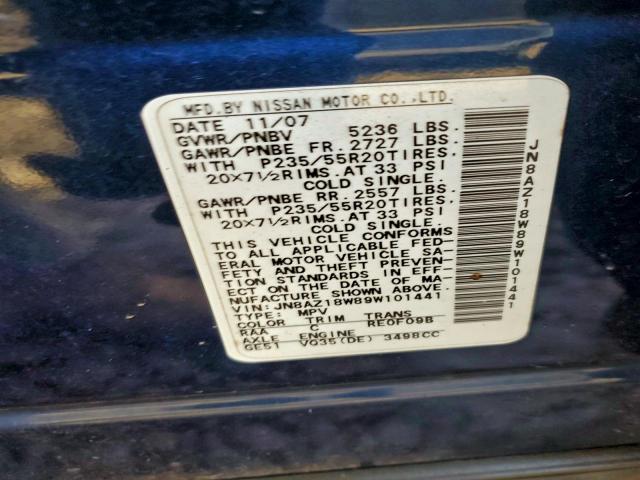 MFD.BY NISSAN MOTOR CO.,LTD.
DATE 11/07
GVWR/PNBV 5236 LBS.
GAWR/PNBE FR. 2727 LBS.
WITH P235/55R20TIRES.
20×7½RIMS.AT 33 PSI
COLD SINGLE.
GAWR/PNBE RR. 2557 LBS.
WITH P235/55R20TIRES.
20×7½RIMS.AT 33 PSI
COLD SINGLE.
THIS VEHICLE CONFORMS
TO ALL APPLICABLE FED-
ERAL MOTOR VEHICLE SA-
FETY AND THEFT PREVEN-
TION STANDARDS IN EFF-
ECT ON THE DATE OF MA-
NUFACTURE SHOWN ABOVE.
VIN:JN8AZ18W89W101441
TYPE: MPV
COLOR TRIM TRANS
RAA C RE0F09B
AXLE ENGINE
GE51 VQ35(DE) 3498CC
JN8AZ18W89W101441